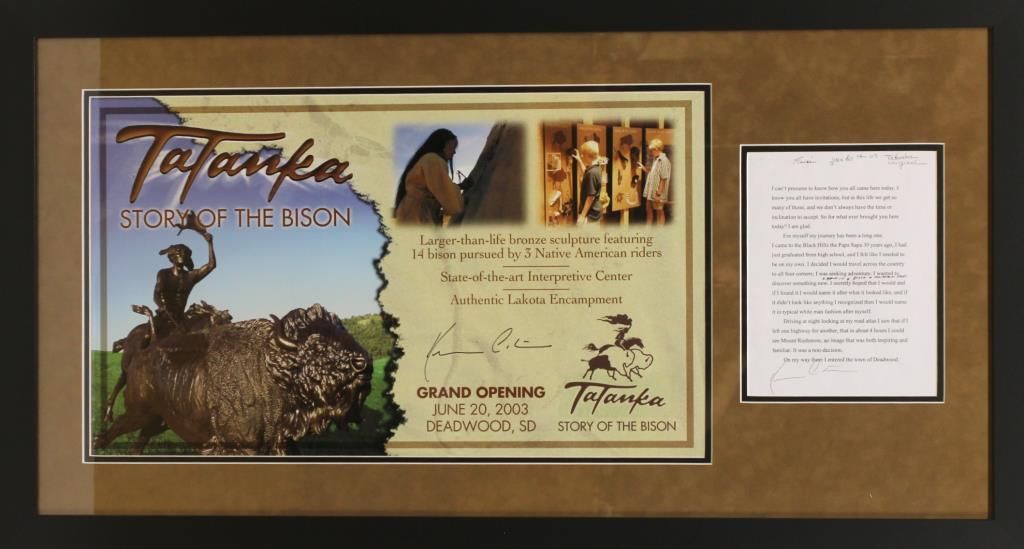 TaTanka
STORY OF THE BISON
Larger-than-life bronze sculpture featuring
14 bison pursued by 3 Native American riders
State-of-the-art Interpretive Center
Authentic Lakota Encampment
GRAND OPENING
JUNE 20, 2003
DEADWOOD, SD
TaTanka
STORY OF THE BISON
I can't presume to know how you all came here today, I
know you all have invitations, but in this life we get so
many of those, and we don't always have the time or
inclination to accept. So for what ever brought you here
today? I am glad.
For myself my journey has been a long one.
I came to the Black Hills the Papa Sapa 30 years ago, I had
just graduated from high school, and I felt like I needed to
be on my own. I decided I would travel across the country
to all four corners; I was seeking adventure. I wanted to
discover something new. I secretly hoped that I would and
if I found it I would name it after what it looked like, and if
it didn't look like anything I recognized then I would name
it in typical white man fashion after myself.
Driving at night looking at my road atlas I saw that if I
left one highway for another, that in about 4 hours I could
see Mount Rushmore, an image that was both inspiring and
familiar. It was a non-decision.
On my way there I entered the town of Deadwood.